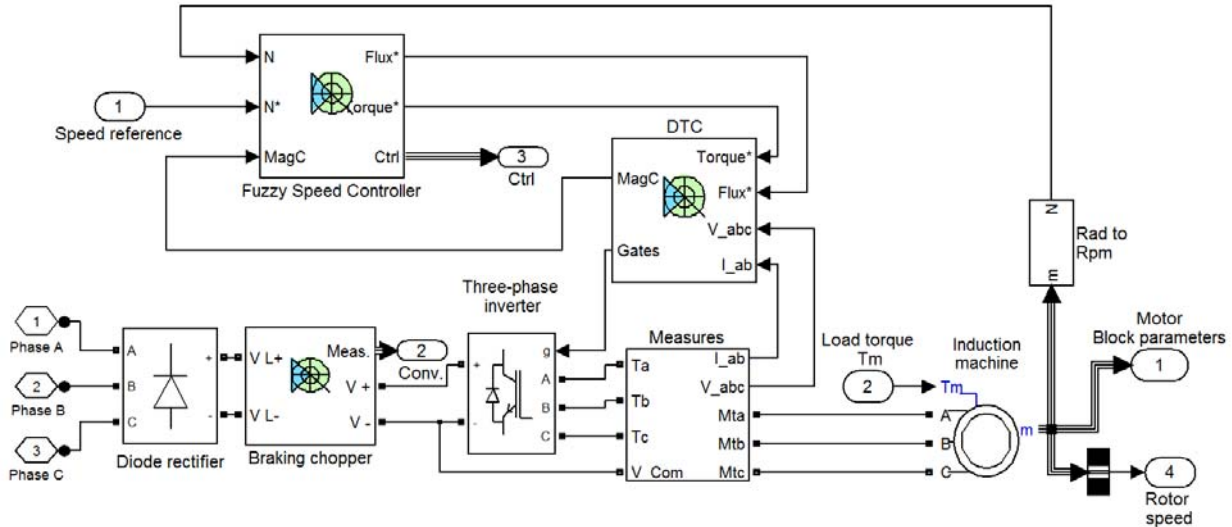 N
Flux*
1
N*
Torque*
Speed reference
MagC
Ctrl
3
Ctrl
Fuzzy Speed Controller
DTC
Torque*
MagC
Flux*
V_abc
Gates
I_ab
N
m
Rad to
Rpm
Three-phase
inverter
1
Phase A
2
Phase B
3
Phase C
A
B
C
+
-
Diode rectifier
V L+
V L-
Meas.
V +
V -
Braking chopper
2
Conv.
+
-
g
A
B
C
Measures
Ta
Tb
Tc
V_Com
I_ab
V_abc
Mta
Mtb
Mtc
Load torque
Tm
2
Induction
machine
Tm
A
B
C
m
Motor
Block parameters
1
4
Rotor
speed